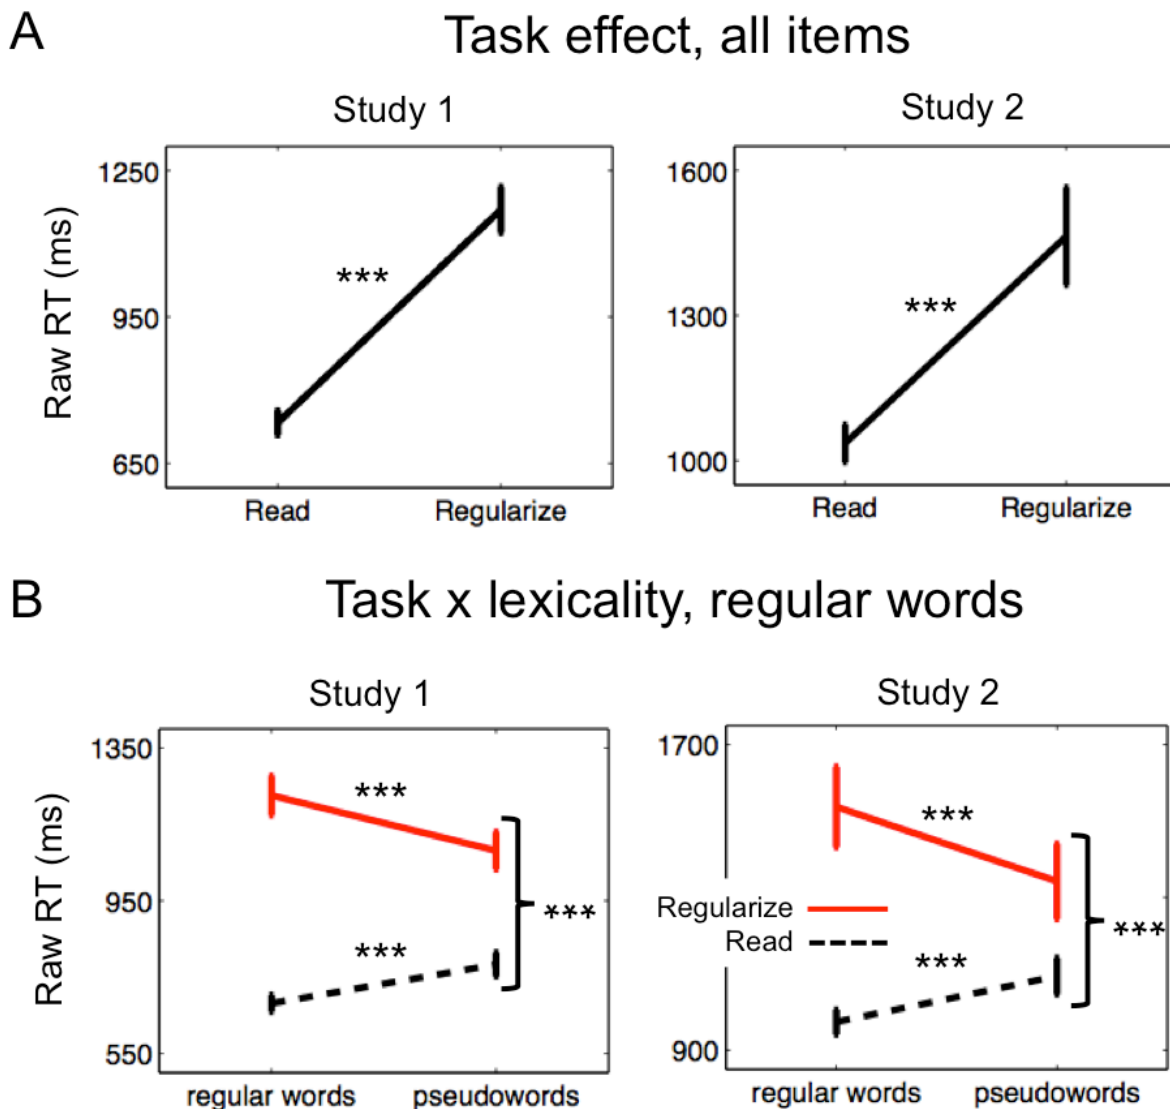 A
Task effect, all items
Study 1
Study 2
Raw RT (ms)
1250
950
650
***
Read
Regularize
1600
1300
1000
***
Read
Regularize
B
Task x lexicality, regular words
Study 1
Study 2
Raw RT (ms)
1350
950
550
***
***
***
regular words
pseudowords
1700
900
***
Regularize
Read
***
***
regular words
pseudowords